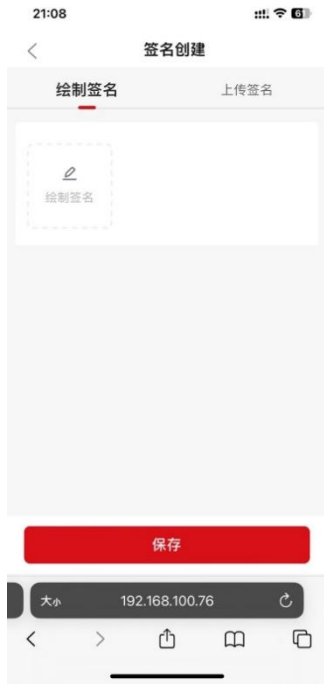 21:08
6
签名创建
绘制签名
上传签名
绘制签名
保存
大小
192.168.100.76